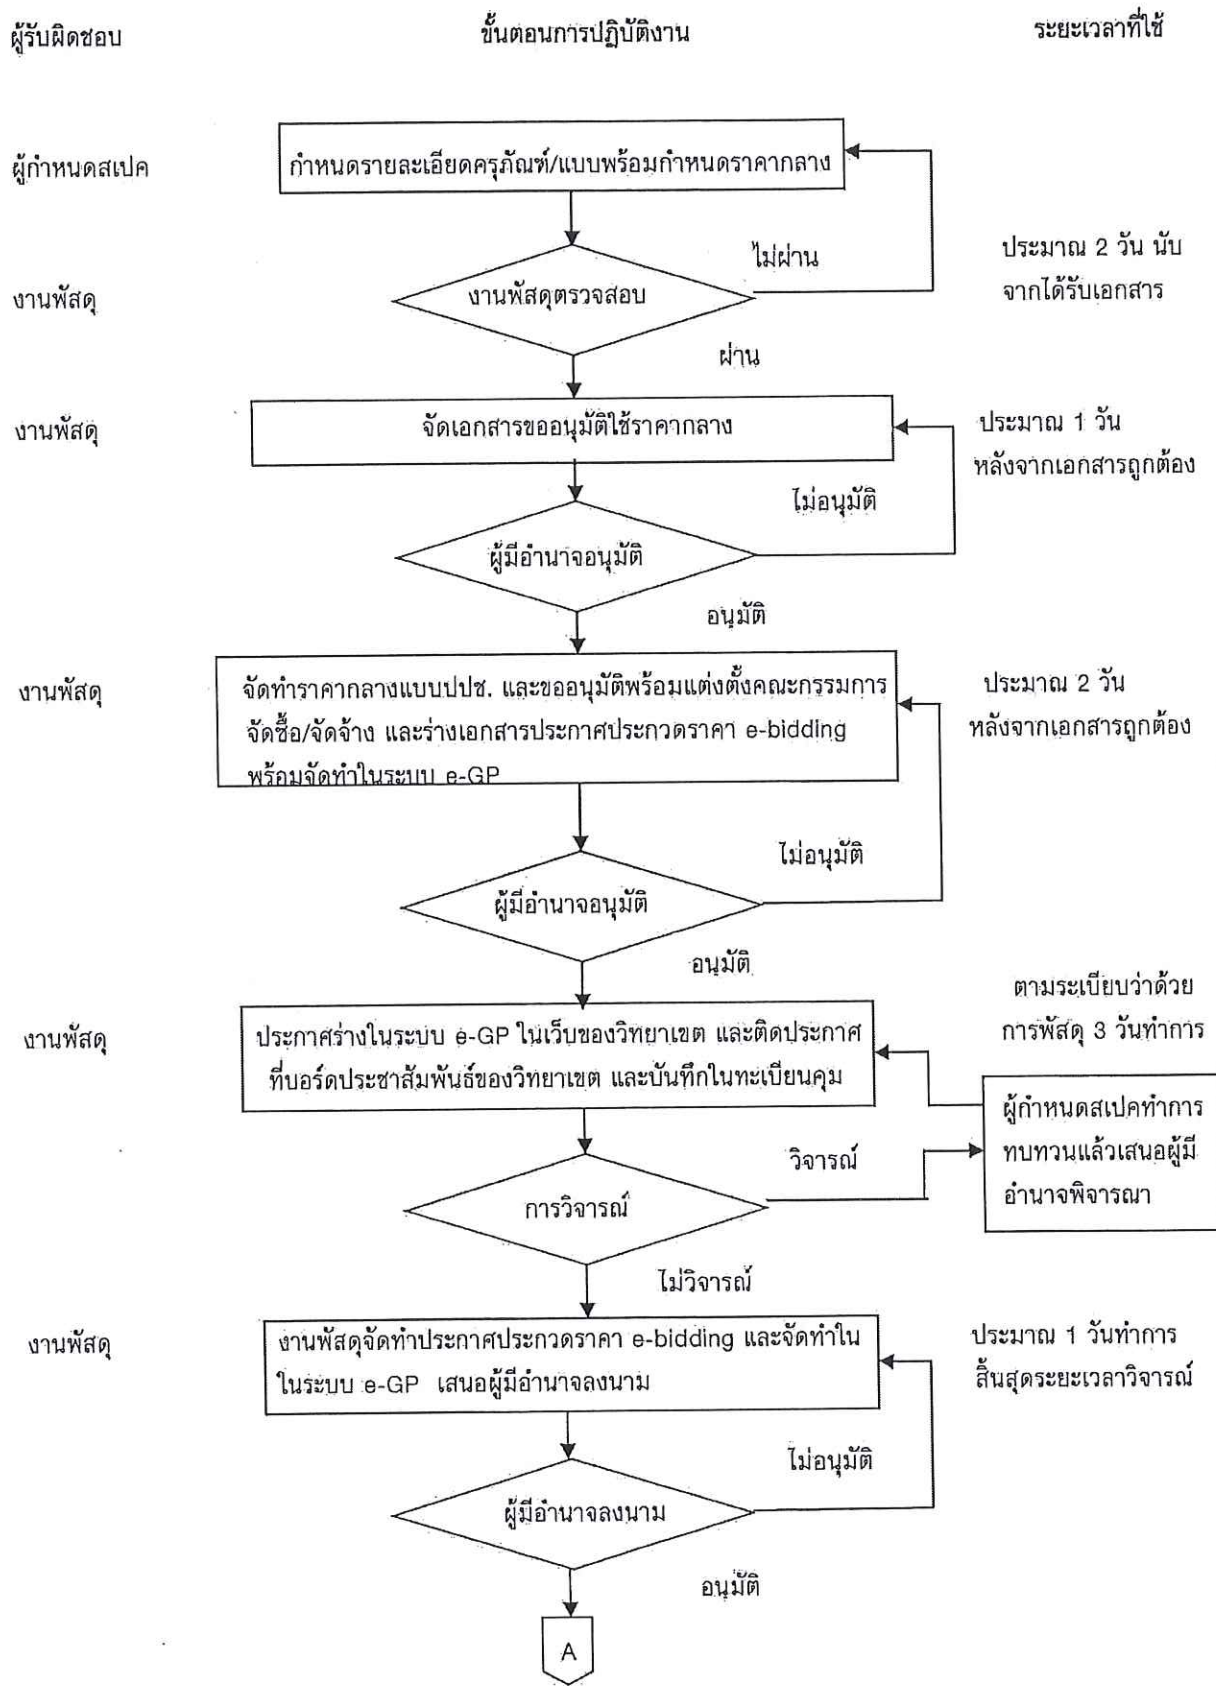 ผู้รับผิดชอบ
ขั้นตอนการปฏิบัติงาน
ระยะเวลาที่ใช้
ผู้กำหนดสเปค
กำหนดรายละเอียดครุภัณฑ์/แบบพร้อมกำหนดราคากลาง
ไม่ผ่าน
ประมาณ 2 วัน นับ
จากได้รับเอกสาร
งานพัสดุ
งานพัสดุตรวจสอบ
ผ่าน
งานพัสดุ
จัดเอกสารขออนุมัติใช้ราคากลาง
ประมาณ 1 วัน
หลังจากเอกสารถูกต้อง
ไม่อนุมัติ
ผู้มีอำนาจอนุมัติ
อนุมัติ
งานพัสดุ
จัดทำราคากลางแบบปปช. และขออนุมัติพร้อมแต่งตั้งคณะกรรมการ
จัดซื้อ/จัดจ้าง และร่างเอกสารประกาศประกวดราคา e-bidding
พร้อมจัดทำในระบบ e-GP
ประมาณ 2 วัน
หลังจากเอกสารถูกต้อง
ไม่อนุมัติ
ผู้มีอำนาจอนุมัติ
อนุมัติ
ตามระเบียบว่าด้วย
การพัสดุ 3 วันทำการ
งานพัสดุ
ประกาศร่างในระบบ e-GP ในเว็บของวิทยาเขต และติดประกาศ
ที่บอร์ดประชาสัมพันธ์ของวิทยาเขต และบันทึกในทะเบียนคุม
ผู้กำหนดสเปคทำการ
ทบทวนแล้วเสนอผู้มี
อำนาจพิจารณา
วิจารณ์
การวิจารณ์
ไม่วิจารณ์
งานพัสดุ
งานพัสดุจัดทำประกาศประกวดราคา e-bidding และจัดทำใน
ในระบบ e-GP เสนอผู้มีอำนาจลงนาม
ประมาณ 1 วันทำการ
สิ้นสุดระยะเวลาวิจารณ์
ไม่อนุมัติ
ผู้มีอำนาจลงนาม
อนุมัติ
A